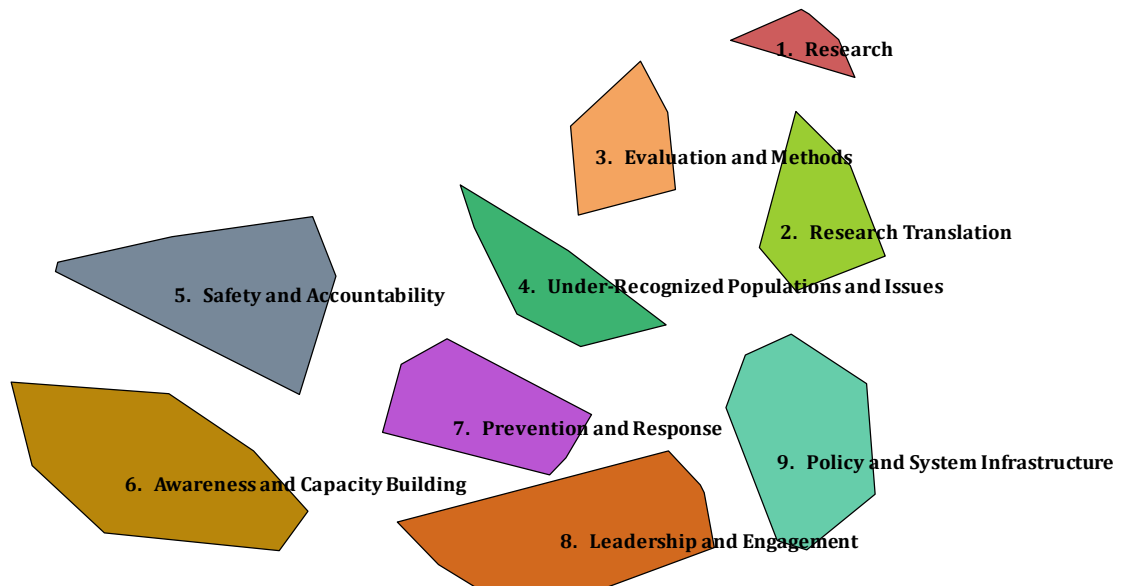 1. Research
3. Evaluation and Methods
2. Research Translation
4. Under-Recognized Populations and Issues
5. Safety and Accountability
7. Prevention and Response
9. Policy and System Infrastructure
6. Awareness and Capacity Building
8. Leadership and Engagement